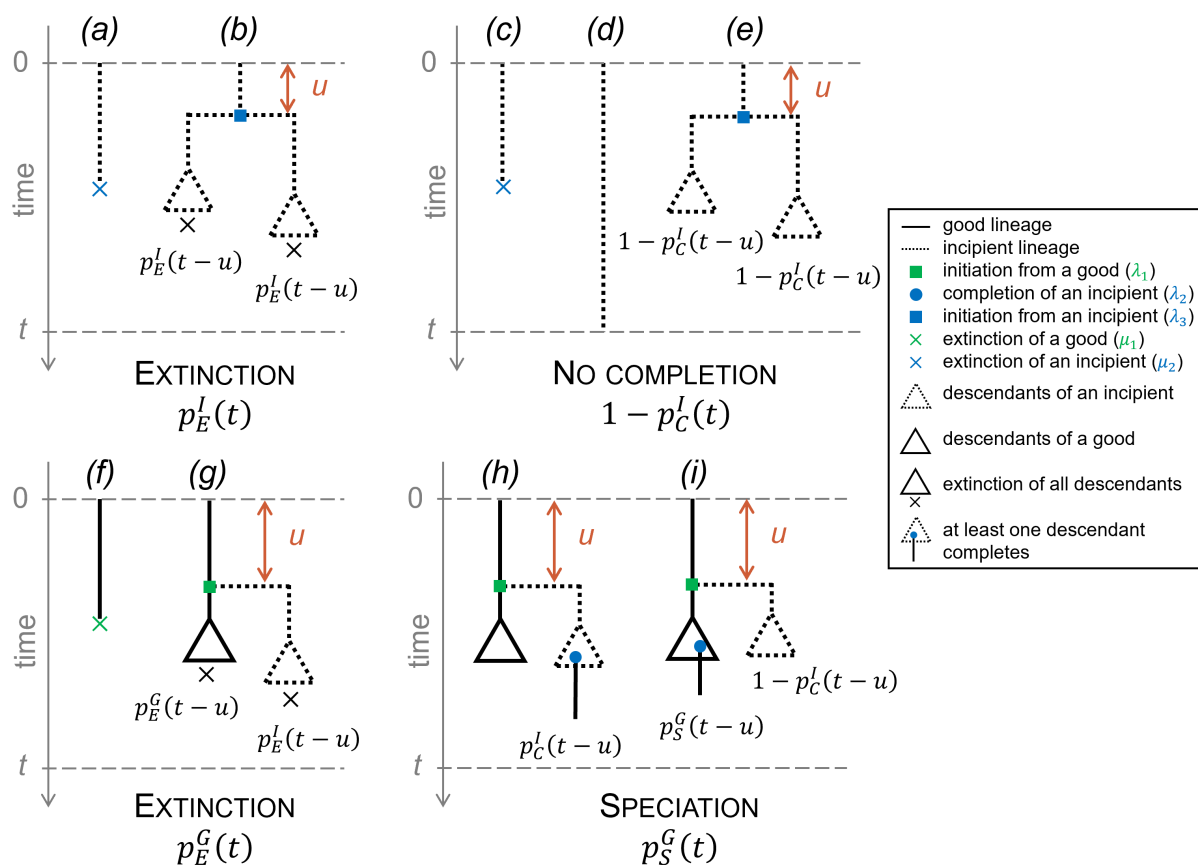 (a)
(b)
(c)
(d)
(e)
0
u
u
time
time
p_E^I(t − u)
p_E^I(t − u)
1 − p_C^I(t − u)
1 − p_C^I(t − u)
t
t
EXTINCTION
p_E^I(t)
NO COMPLETION
1 − p_C^I(t)
good lineage
incipient lineage
initiation from a good (λ₁)
completion of an incipient (λ₂)
initiation from an incipient (λ₃)
extinction of a good (μ₁)
extinction of an incipient (μ₂)
descendants of an incipient
descendants of a good
extinction of all descendants
at least one descendant
completes
(f)
(g)
(h)
(i)
0
u
u
u
time
time
p_E^G(t − u)
p_E^I(t − u)
p_C^I(t − u)
p_S^G(t − u)
1 − p_C^I(t − u)
t
EXTINCTION
p_E^G(t)
SPECIATION
p_S^G(t)